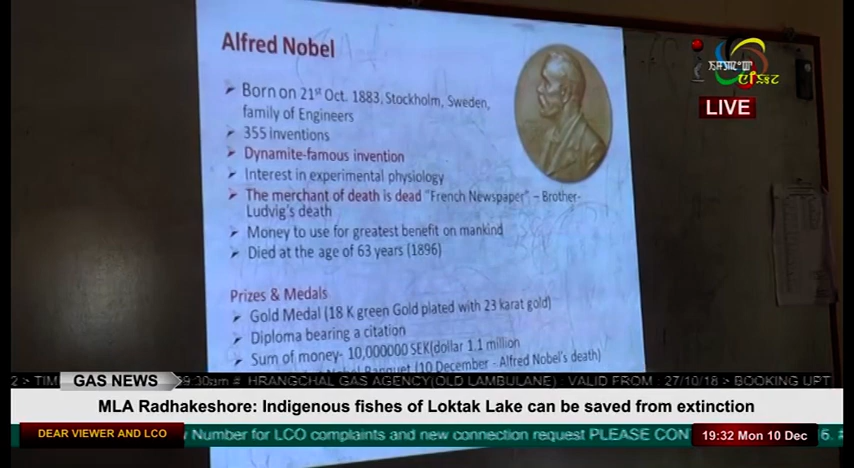 Alfred Nobel
Born on 21st Oct. 1883, Stockholm, Sweden,
family of Engineers
355 inventions
Dynamite-famous invention
Interest in experimental physiology
The merchant of death is dead "French Newspaper" – Brother-
Ludvig's death
Money to use for greatest benefit on mankind
Died at the age of 63 years (1896)
Prizes & Medals
Gold Medal (18 K green Gold plated with 23 karat gold)
Diploma bearing a citation
Sum of money- 10,000000 SEK(dollar 1.1 million
Banquet (10 December - Alfred Nobel's death)
LIVE
2 > TIM
GAS NEWS
9:30am # HRANGCHAL GAS AGENCY(OLD LAMBULANE) : VALID FROM : 27/10/18 > BOOKING UPT
MLA Radhakeshore: Indigenous fishes of Loktak Lake can be saved from extinction
DEAR VIEWER AND LCO
Number for LCO complaints and new connection request PLEASE CON
19:32 Mon 10 Dec
6. #